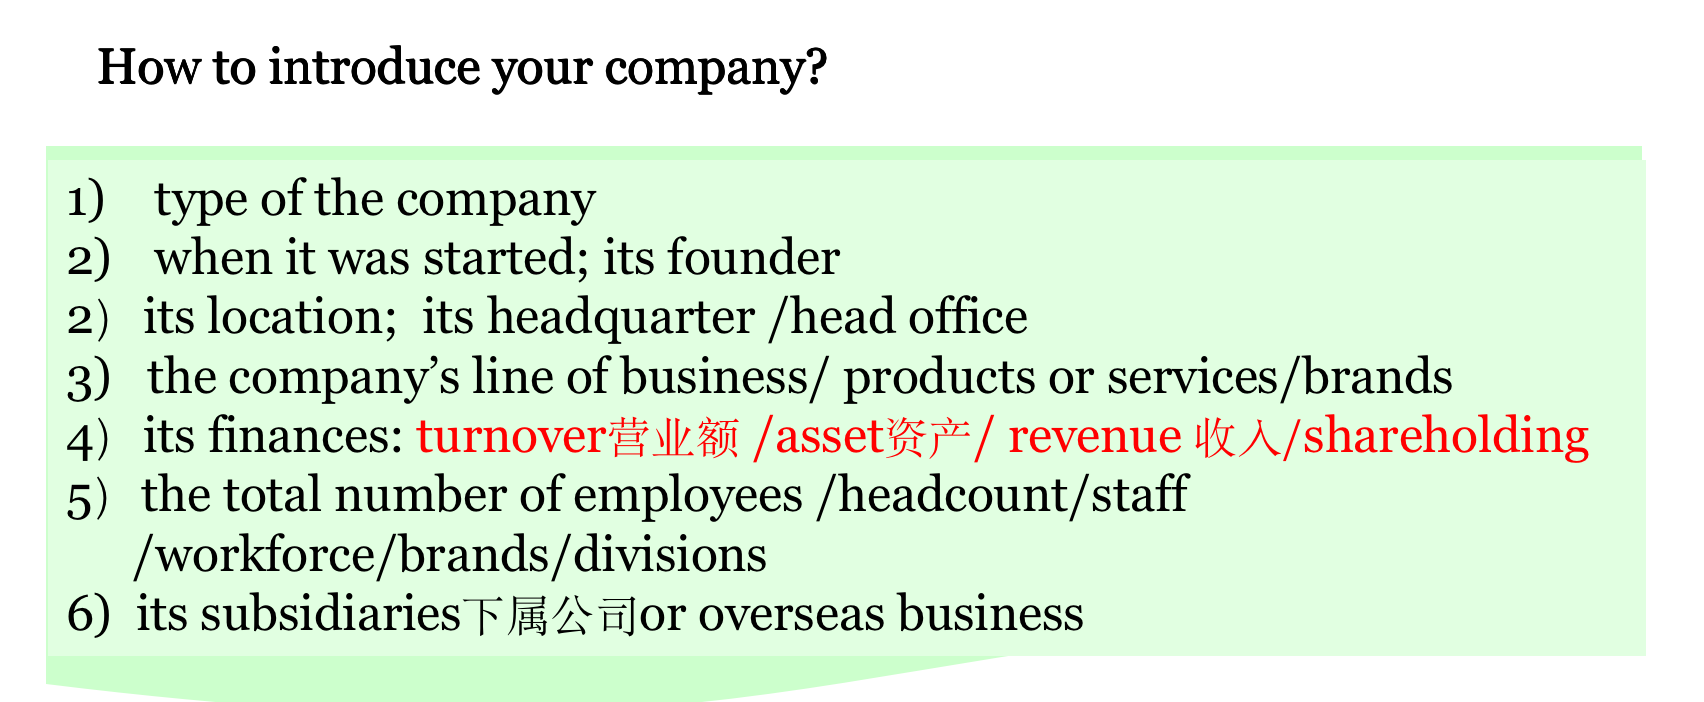 How to introduce your company?
1) type of the company
2) when it was started; its founder
2) its location; its headquarter /head office
3) the company’s line of business/ products or services/brands
4) its finances: turnover营业额 /asset资产/ revenue 收入/shareholding
5) the total number of employees /headcount/staff
/workforce/brands/divisions
6) its subsidiaries下属公司or overseas business